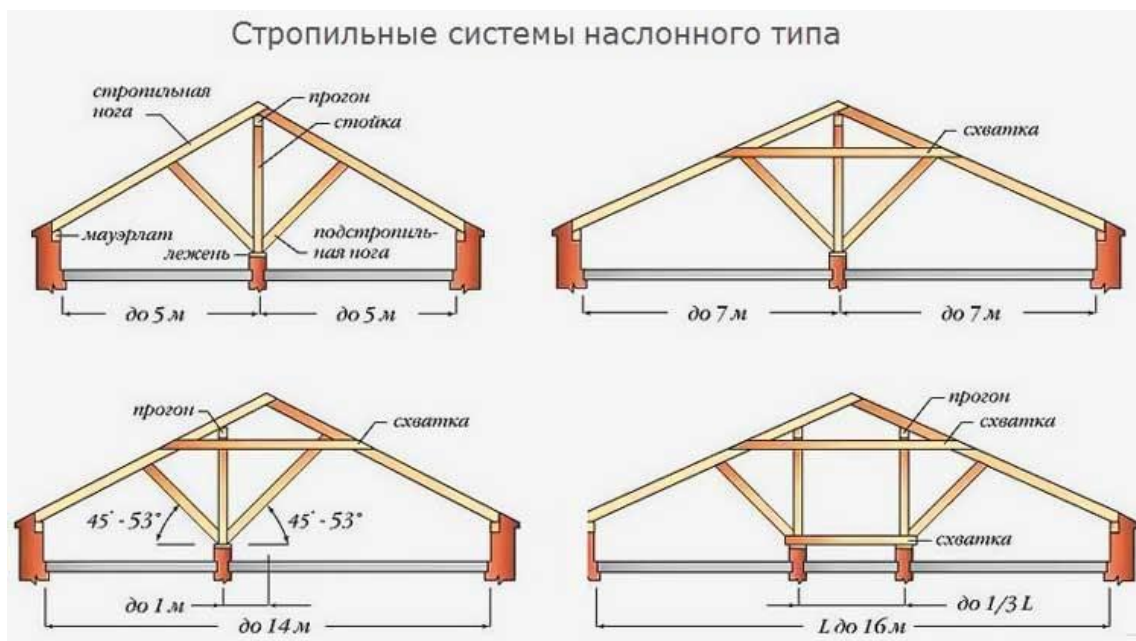 Стропильные системы наслонного типа
стропильная
нога
прогон
стойка
мауэрлат
лежень
подстропиль-
ная нога
до 5 м
до 5 м
схватка
до 7 м
до 7 м
прогон
схватка
45° - 53°
45° - 53°
до 1 м
до 14 м
прогон
схватка
схватка
до 1/3 L
L до 16 м